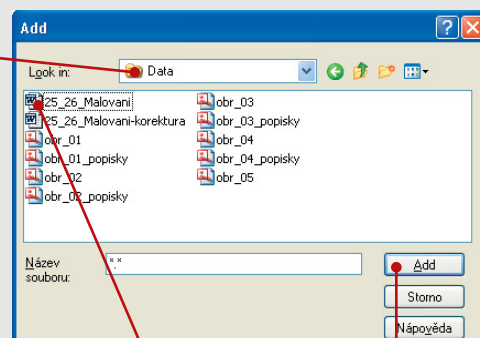 Add
Look in: Data
25_26_Malovani
25_26_Malovani-korektura
obr_01
obr_01_popisky
obr_02
obr_02_popisky
obr_03
obr_03_popisky
obr_04
obr_04_popisky
obr_05
Název souboru: *.*
Add
Storno
Nápověda